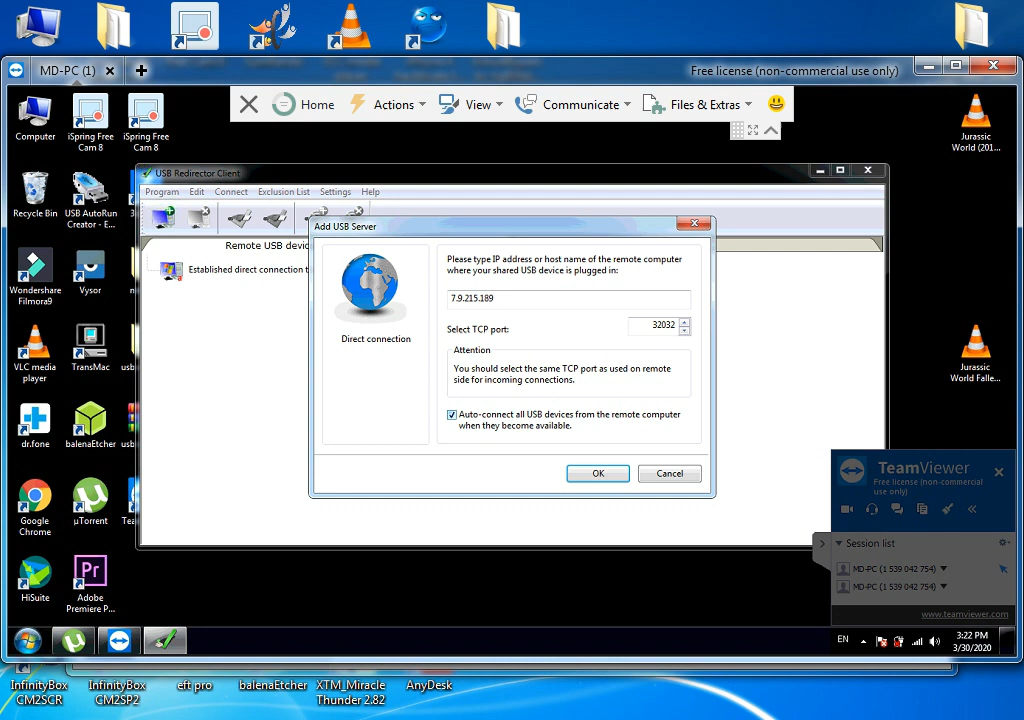 MD-PC (1)
Free license (non-commercial use only)
Home
Actions
View
Communicate
Files & Extras
Computer
iSpring Free
Cam 8
iSpring Free
Cam 8
Jurassic
World (201...
Recycle Bin
USB AutoRun
Creator - E...
USB Redirector Client
Program
Edit
Connect
Exclusion List
Settings
Help
Add USB Server
Remote USB devic
Established direct connection t
Please type IP address or host name of the remote computer
where your shared USB device is plugged in:
7.9.215.189
Select TCP port:
32032
Direct connection
Attention
You should select the same TCP port as used on remote
side for incoming connections.
Auto-connect all USB devices from the remote computer
when they become available.
OK
Cancel
Wondershare
Filmora9
Vysor
VLC media
player
TransMac
usb
Jurassic
World Falle...
dr.fone
balenaEtcher
usb
Google
Chrome
µTorrent
Tea
HiSuite
Adobe
Premiere P...
TeamViewer
Free license (non-commercial
use only)
Session list
MD-PC (1 539 042 754)
MD-PC (1 539 042 754)
www.teamviewer.com
EN
3:22 PM
3/30/2020
InfinityBox
CM2SCR
InfinityBox
CM2SP2
eft pro
balenaEtcher
XTM_Miracle
Thunder 2.82
AnyDesk